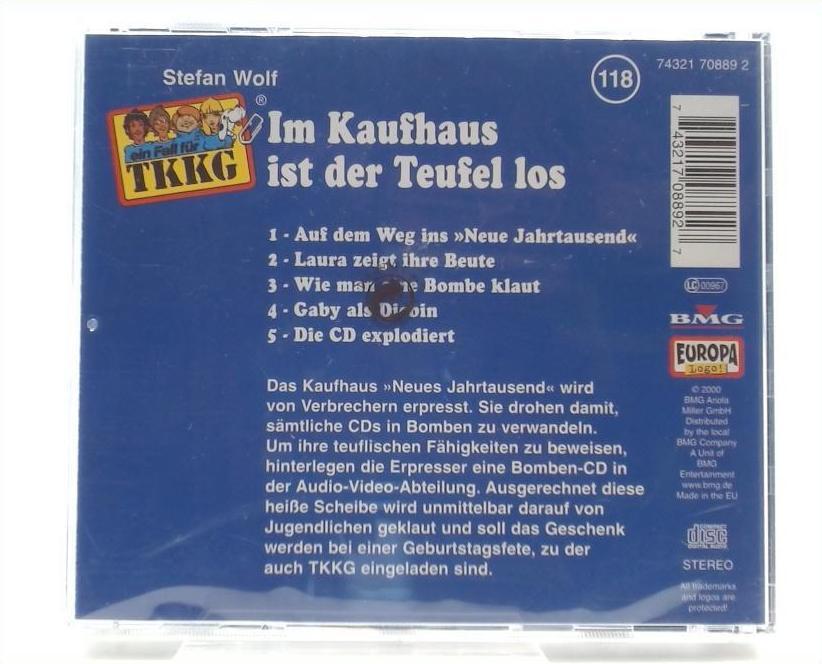 Stefan Wolf
118
74321 70889 2
ein Fall für
TKKG
®
Im Kaufhaus
ist der Teufel los
1 - Auf dem Weg ins »Neue Jahrtausend«
2 - Laura zeigt ihre Beute
3 - Wie man eine Bombe klaut
4 - Gaby als Diebin
5 - Die CD explodiert
Das Kaufhaus »Neues Jahrtausend« wird
von Verbrechern erpresst. Sie drohen damit,
sämtliche CDs in Bomben zu verwandeln.
Um ihre teuflischen Fähigkeiten zu beweisen,
hinterlegen die Erpresser eine Bomben-CD in
der Audio-Video-Abteilung. Ausgerechnet diese
heiße Scheibe wird unmittelbar darauf von
Jugendlichen geklaut und soll das Geschenk
werden bei einer Geburtstagsfete, zu der
auch TKKG eingeladen sind.
7 43217 08892 7
LC 00967
BMG
EUROPA
Logo!
© 2000
BMG Ariola
Miller GmbH
Distributed
by the local
BMG Company
A Unit of
BMG
Entertainment
www.bmg.de
Made in the EU
COMPACT
disc
DIGITAL AUDIO
STEREO
All trademarks
and logos are
protected!